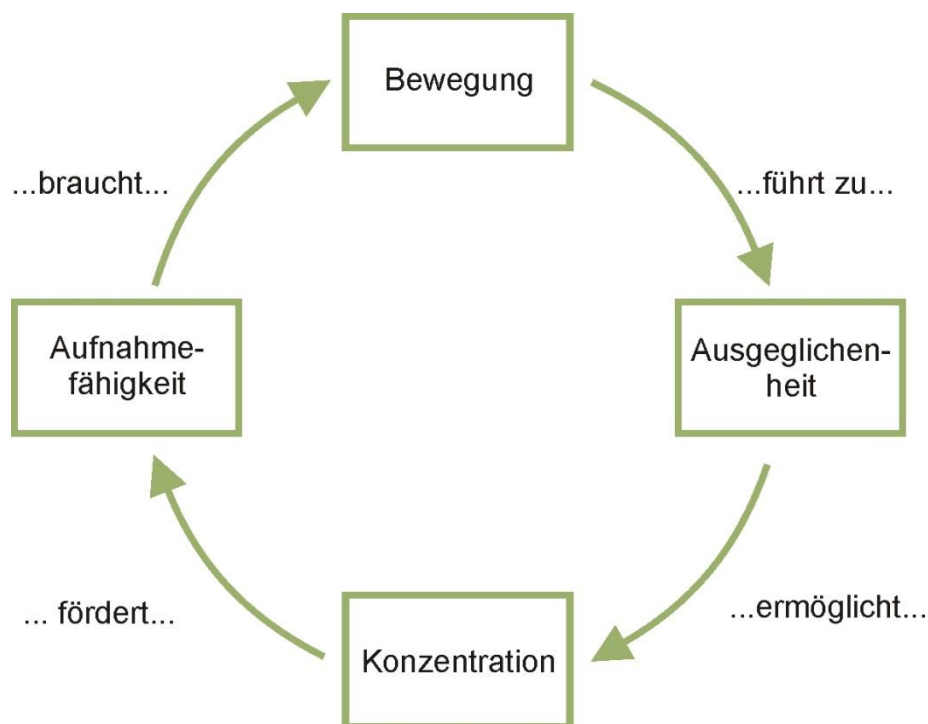 Bewegung
...braucht...
...führt zu...
Aufnahme-
fähigkeit
Ausgeglichen-
heit
... fördert...
...ermöglicht...
Konzentration